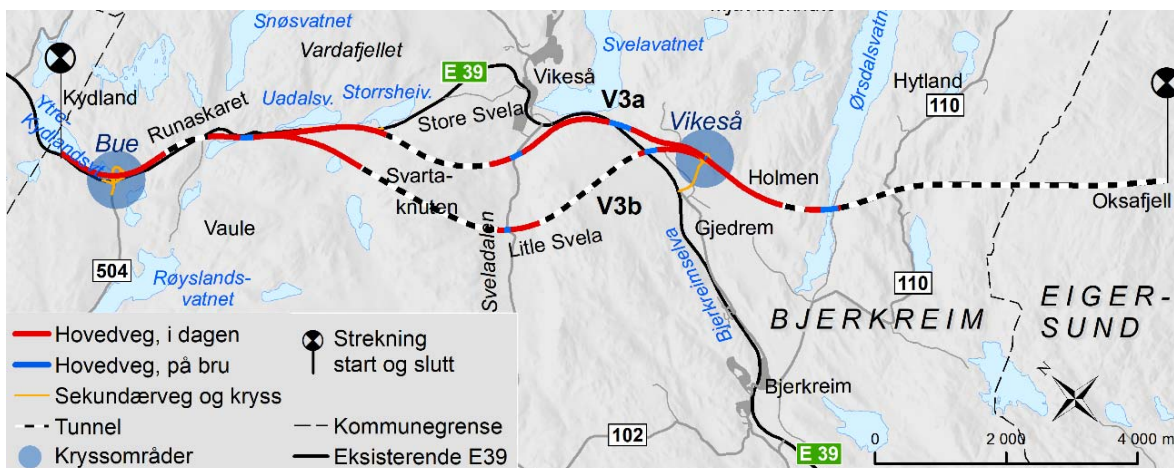 Snøsvatnet
Vardafjellet
Svelavatnet
Ørsdalsvatn.
Kydland
E 39
Vikeså
Hytland
110
Ytre-
Kydlandsvt.
Uadalsv.
Storrsheiv.
V3a
Vikeså
Runaskaret
Store Svela
Bue
Holmen
Svarta-
knuten
Oksafjell
V3b
Vaule
Litle Svela
Gjedrem
Sveladalen
504
Røyslands-
vatnet
Bjerkreimselva
110
BJERKREIM
EIGER-
SUND
Hovedveg, i dagen
Hovedveg, på bru
Sekundærveg og kryss
Tunnel
Kryssområder
Strekning
start og slutt
Kommunegrense
Eksisterende E39
Bjerkreim
102
E 39
N
0 2 000 4 000 m